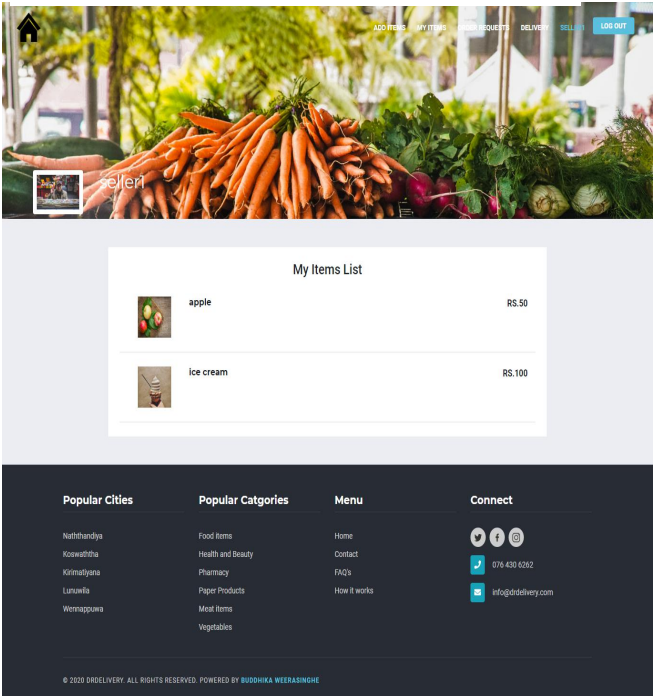 ADD ITEMS MY ITEMS ORDER REQUESTS DELIVERY SELLER1 LOG OUT
seller1
My Items List
apple RS.50
ice cream RS.100
Popular Cities Popular Catgories Menu Connect
Naththandiya Food items Home
Koswaththa Health and Beauty Contact 076 430 6262
Kirimatiyana Pharmacy FAQ's
Lunuwila Paper Products How it works info@drdelivery.com
Wennappuwa Meat items
Vegetables
© 2020 DRDELIVERY. ALL RIGHTS RESERVED. POWERED BY BUDDHIKA WEERASINGHE